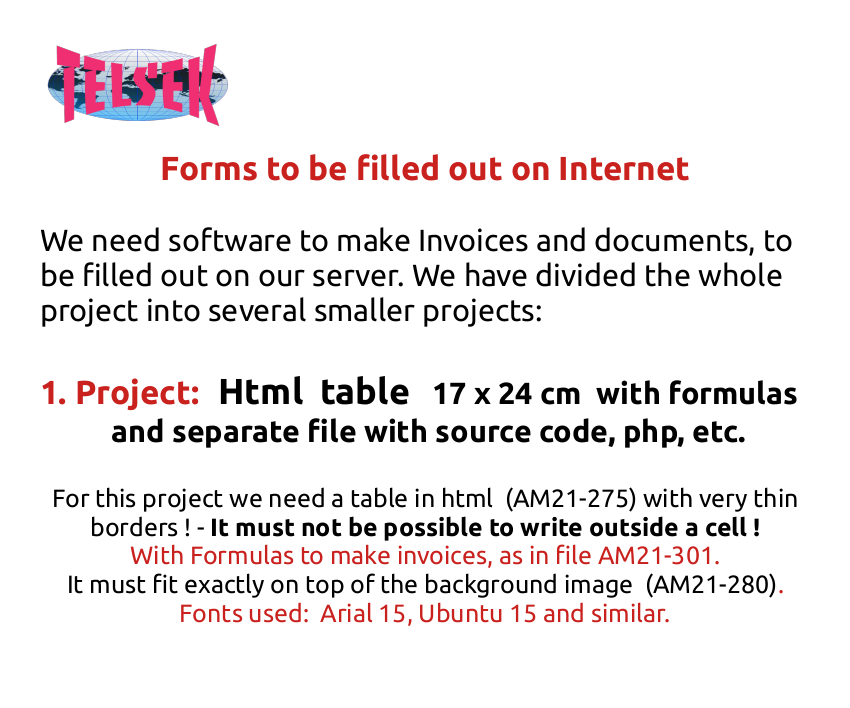 TELSEK
Forms to be filled out on Internet
We need software to make Invoices and documents, to
be filled out on our server. We have divided the whole
project into several smaller projects:
1. Project: Html table 17 x 24 cm with formulas
and separate file with source code, php, etc.
For this project we need a table in html (AM21-275) with very thin
borders ! - It must not be possible to write outside a cell !
With Formulas to make invoices, as in file AM21-301.
It must fit exactly on top of the background image (AM21-280).
Fonts used: Arial 15, Ubuntu 15 and similar.